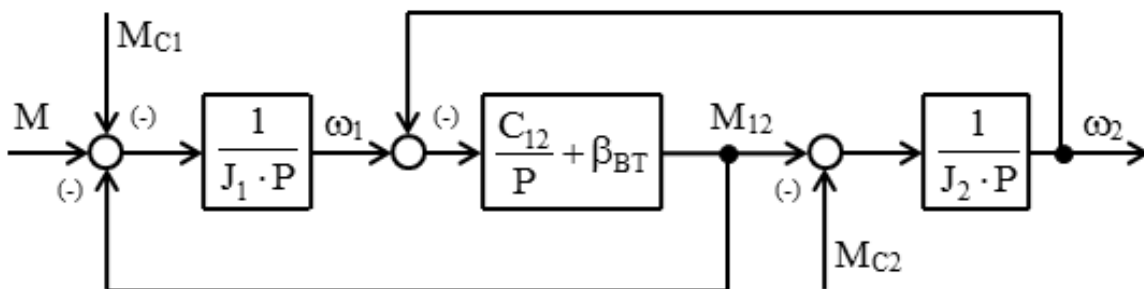 M_C1
M
(-)
(-)
1
J_1 · P
ω_1
(-)
C_12
P
+ β_BT
M_12
(-)
M_C2
1
J_2 · P
ω_2